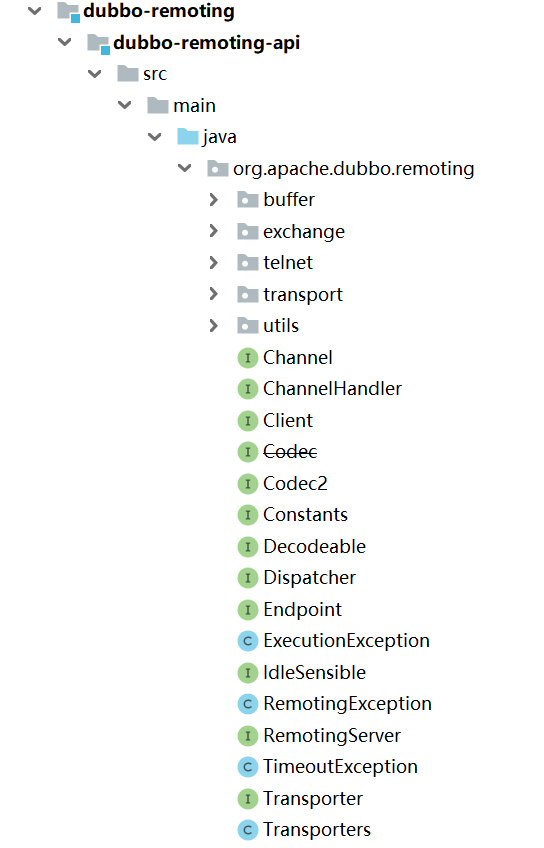 dubbo-remoting
dubbo-remoting-api
src
main
java
org.apache.dubbo.remoting
buffer
exchange
telnet
transport
utils
I Channel
I ChannelHandler
I Client
I Codec
I Codec2
I Constants
I Decodeable
I Dispatcher
I Endpoint
C ExecutionException
I IdleSensible
C RemotingException
I RemotingServer
C TimeoutException
I Transporter
C Transporters